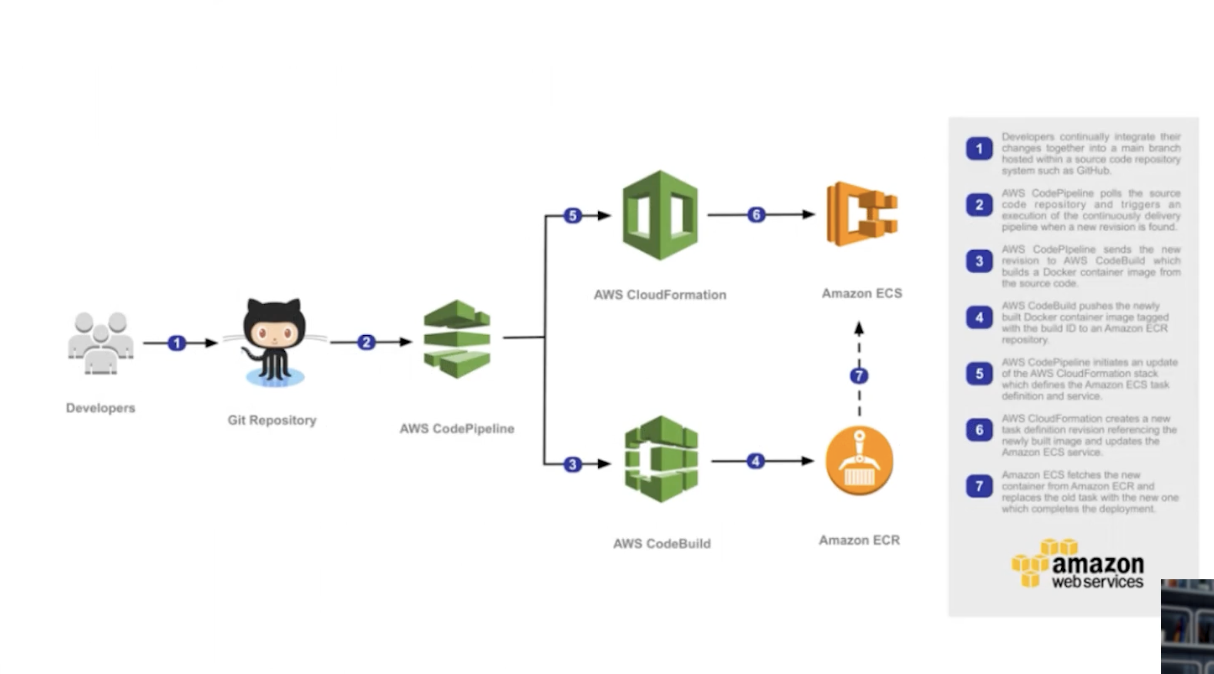 1
2
3
4
5
6
7
Developers
Git Repository
AWS CodePipeline
AWS CloudFormation
Amazon ECS
AWS CodeBuild
Amazon ECR
1
Developers continually integrate their
changes together into a main branch
hosted within a source code repository
system such as GitHub.
2
AWS CodePipeline polls the source
code repository and triggers an
execution of the continuously delivery
pipeline when a new revision is found.
3
AWS CodePipeline sends the new
revision to AWS CodeBuild which
builds a Docker container image from
the source code.
4
AWS CodeBuild pushes the newly
built Docker container image tagged
with the build ID to an Amazon ECR
repository.
5
AWS CodePipeline initiates an update
of the AWS CloudFormation stack
which defines the Amazon ECS task
definition and service.
6
AWS CloudFormation creates a new
task definition revision referencing the
newly built image and updates the
Amazon ECS service.
7
Amazon ECS fetches the new
container from Amazon ECR and
replaces the old task with the new one
which completes the deployment.
amazon
web services